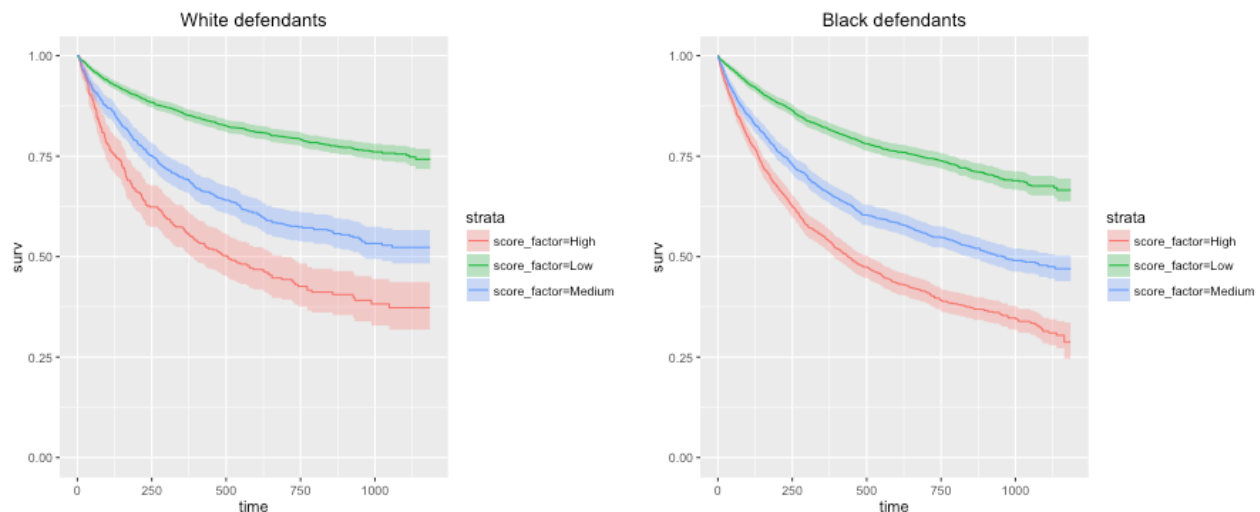 White defendants
1.00
0.75
0.50
0.25
0.00
surv
0 250 500 750 1000
time
strata
score_factor=High
score_factor=Low
score_factor=Medium
Black defendants
1.00
0.75
0.50
0.25
0.00
surv
0 250 500 750 1000
time
strata
score_factor=High
score_factor=Low
score_factor=Medium